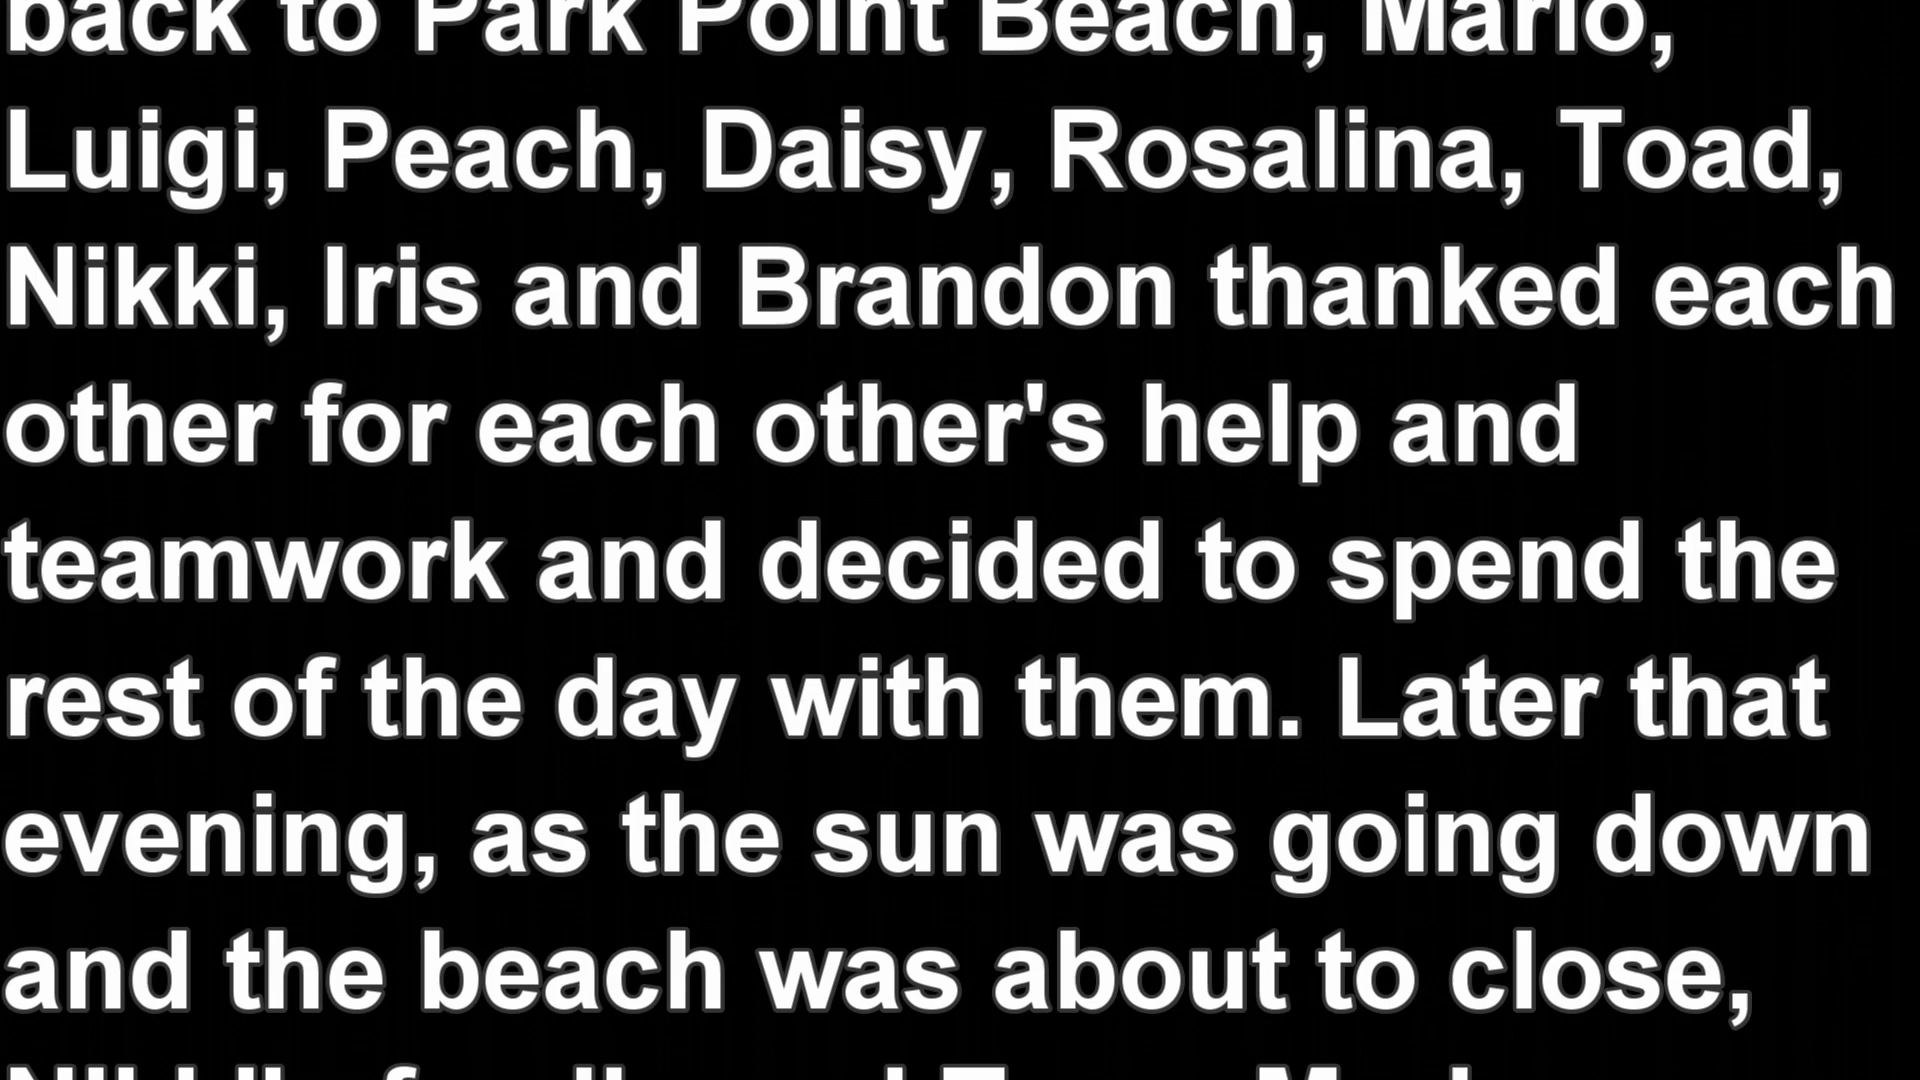 back to Park Point Beach, Mario,
Luigi, Peach, Daisy, Rosalina, Toad,
Nikki, Iris and Brandon thanked each
other for each other's help and
teamwork and decided to spend the
rest of the day with them. Later that
evening, as the sun was going down
and the beach was about to close,